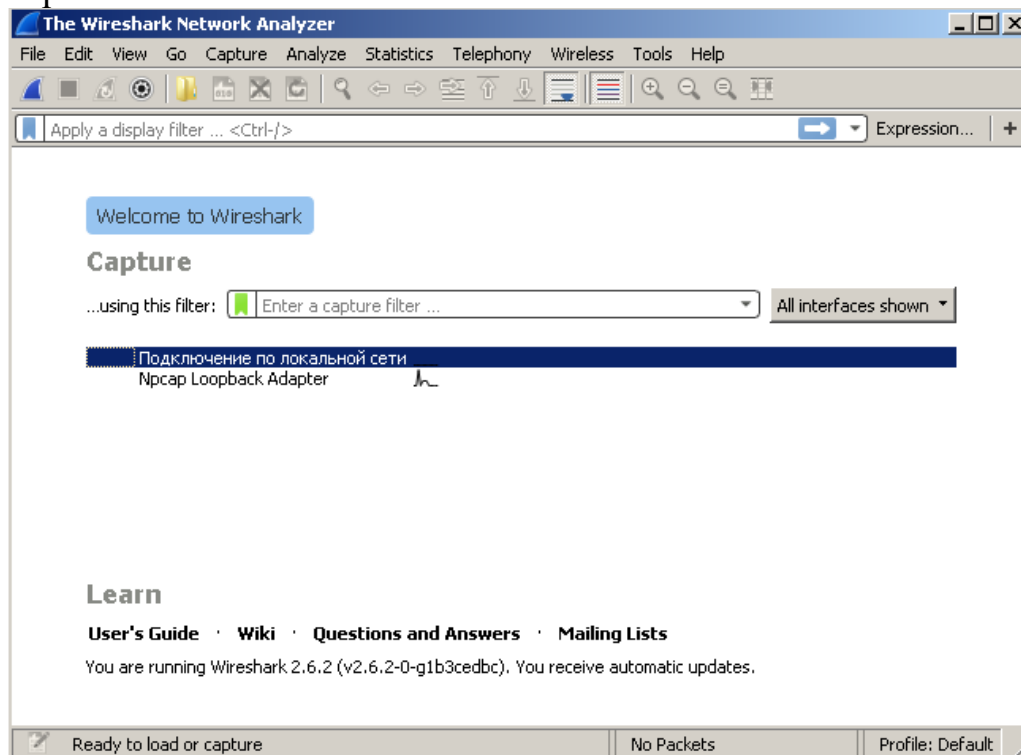 The Wireshark Network Analyzer
File Edit View Go Capture Analyze Statistics Telephony Wireless Tools Help
Apply a display filter ... <Ctrl-/> Expression... +
Welcome to Wireshark
Capture
...using this filter: Enter a capture filter ... All interfaces shown
Подключение по локальной сети
Npcap Loopback Adapter
Learn
User's Guide · Wiki · Questions and Answers · Mailing Lists
You are running Wireshark 2.6.2 (v2.6.2-0-g1b3cedbc). You receive automatic updates.
Ready to load or capture No Packets Profile: Default